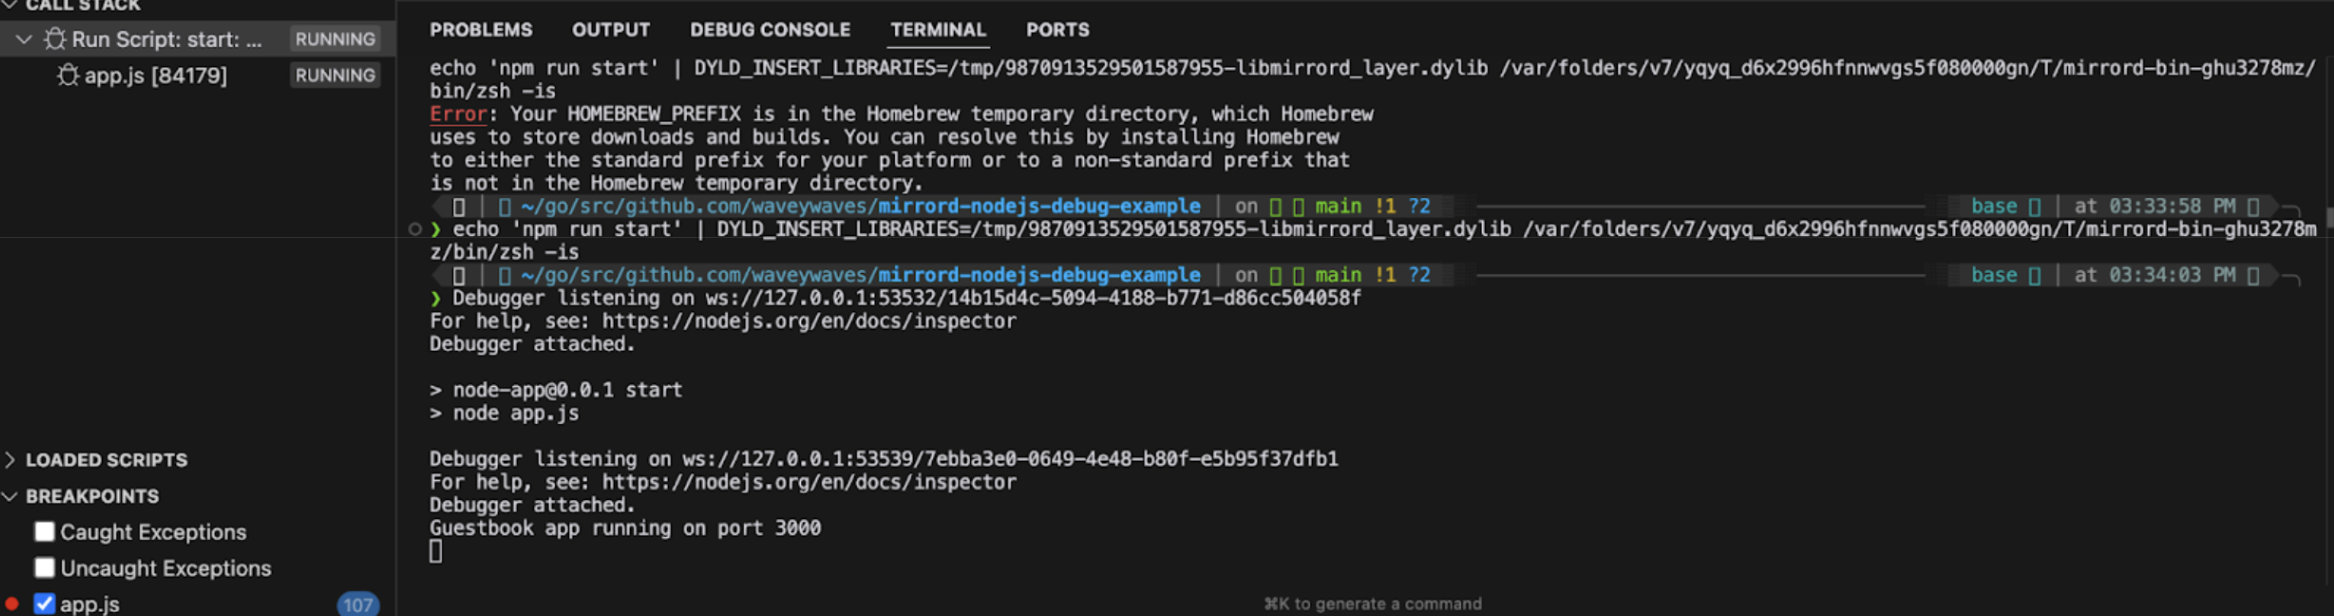 CALL STACK
Run Script: start: ... RUNNING
app.js [84179] RUNNING
LOADED SCRIPTS
BREAKPOINTS
Caught Exceptions
Uncaught Exceptions
app.js 107
PROBLEMS OUTPUT DEBUG CONSOLE TERMINAL PORTS
echo 'npm run start' | DYLD_INSERT_LIBRARIES=/tmp/9870913529501587955-libmirrord_layer.dylib /var/folders/v7/yqyq_d6x2996hfnnwvgs5f080000gn/T/mirrord-bin-ghu3278mz/
bin/zsh -is
Error: Your HOMEBREW_PREFIX is in the Homebrew temporary directory, which Homebrew
uses to store downloads and builds. You can resolve this by installing Homebrew
to either the standard prefix for your platform or to a non-standard prefix that
is not in the Homebrew temporary directory.
~/go/src/github.com/waveywaves/mirrord-nodejs-debug-example | on main !1 ?2 base | at 03:33:58 PM
❯ echo 'npm run start' | DYLD_INSERT_LIBRARIES=/tmp/9870913529501587955-libmirrord_layer.dylib /var/folders/v7/yqyq_d6x2996hfnnwvgs5f080000gn/T/mirrord-bin-ghu3278m
z/bin/zsh -is
~/go/src/github.com/waveywaves/mirrord-nodejs-debug-example | on main !1 ?2 base | at 03:34:03 PM
❯ Debugger listening on ws://127.0.0.1:53532/14b15d4c-5094-4188-b771-d86cc504058f
For help, see: https://nodejs.org/en/docs/inspector
Debugger attached.
> node-app@0.0.1 start
> node app.js
Debugger listening on ws://127.0.0.1:53539/7ebba3e0-0649-4e48-b80f-e5b95f37dfb1
For help, see: https://nodejs.org/en/docs/inspector
Debugger attached.
Guestbook app running on port 3000
⌘K to generate a command